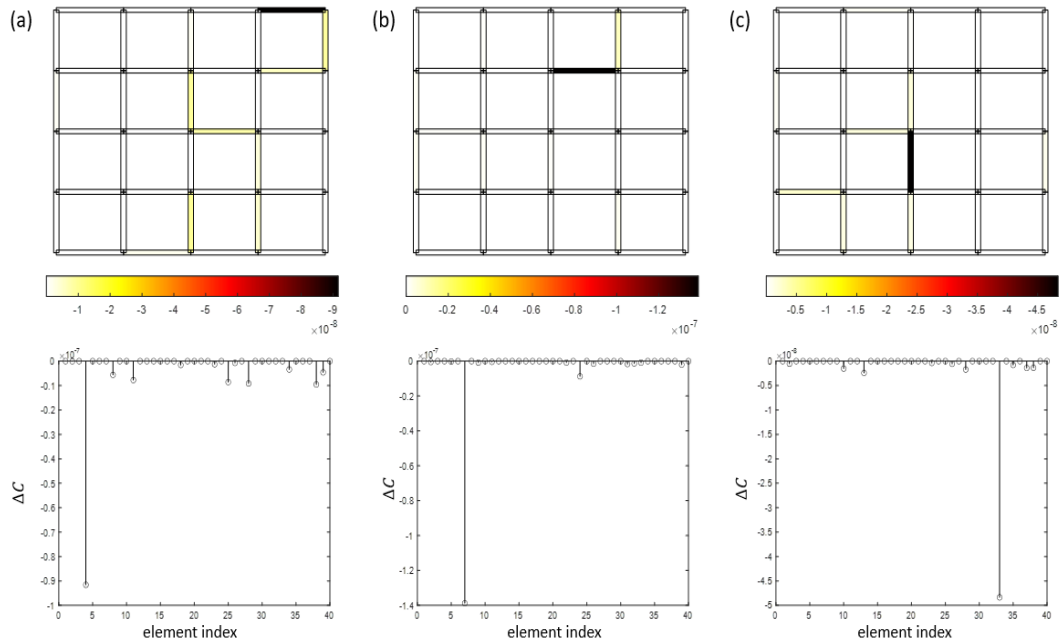 (a) (b) (c)
-1 -2 -3 -4 -5 -6 -7 -8 -9
×10⁻⁸
0 -0.2 -0.4 -0.6 -0.8 -1 -1.2
×10⁻⁷
-0.5 -1 -1.5 -2 -2.5 -3 -3.5 -4 -4.5
×10⁻⁸
×10⁻⁷
0
-0.1
-0.2
-0.3
-0.4
-0.5
-0.6
-0.7
-0.8
-0.9
-1
ΔC
0 5 10 15 20 25 30 35 40
element index
×10⁻⁷
0
-0.2
-0.4
-0.6
-0.8
-1
-1.2
-1.4
ΔC
0 5 10 15 20 25 30 35 40
element index
×10⁻⁸
0
-0.5
-1
-1.5
-2
-2.5
-3
-3.5
-4
-4.5
-5
ΔC
0 5 10 15 20 25 30 35 40
element index